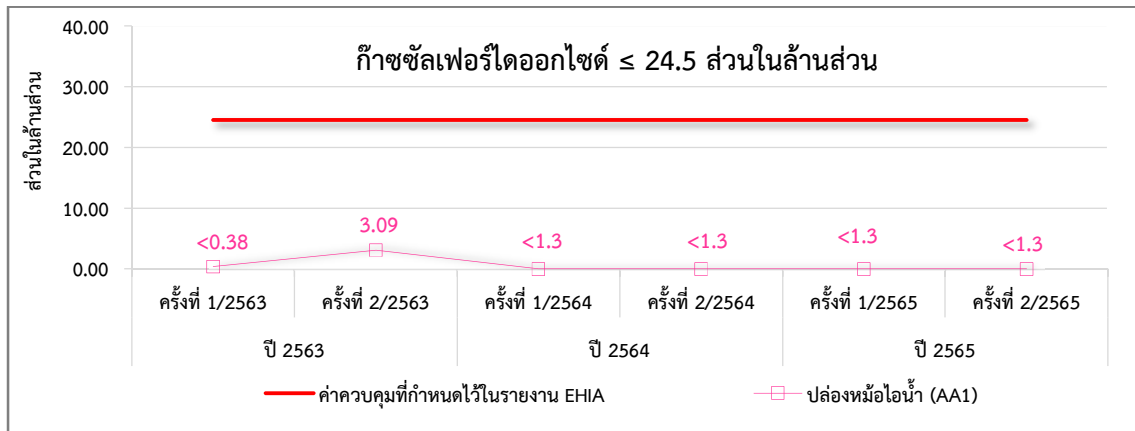 ก๊าซซัลเฟอร์ไดออกไซด์ ≤ 24.5 ส่วนในล้านส่วน
ส่วนในล้านส่วน
40.00
30.00
20.00
10.00
0.00
<0.38
3.09
<1.3
<1.3
<1.3
<1.3
ครั้งที่ 1/2563
ครั้งที่ 2/2563
ครั้งที่ 1/2564
ครั้งที่ 2/2564
ครั้งที่ 1/2565
ครั้งที่ 2/2565
ปี 2563
ปี 2564
ปี 2565
ค่าควบคุมที่กำหนดไว้ในรายงาน EHIA
ปล่องหม้อไอน้ำ (AA1)